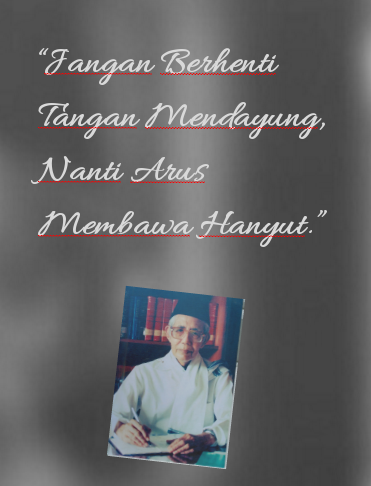 “Jangan Berhenti
Tangan Mendayung,
Nanti Arus
Membawa Hanyut.”